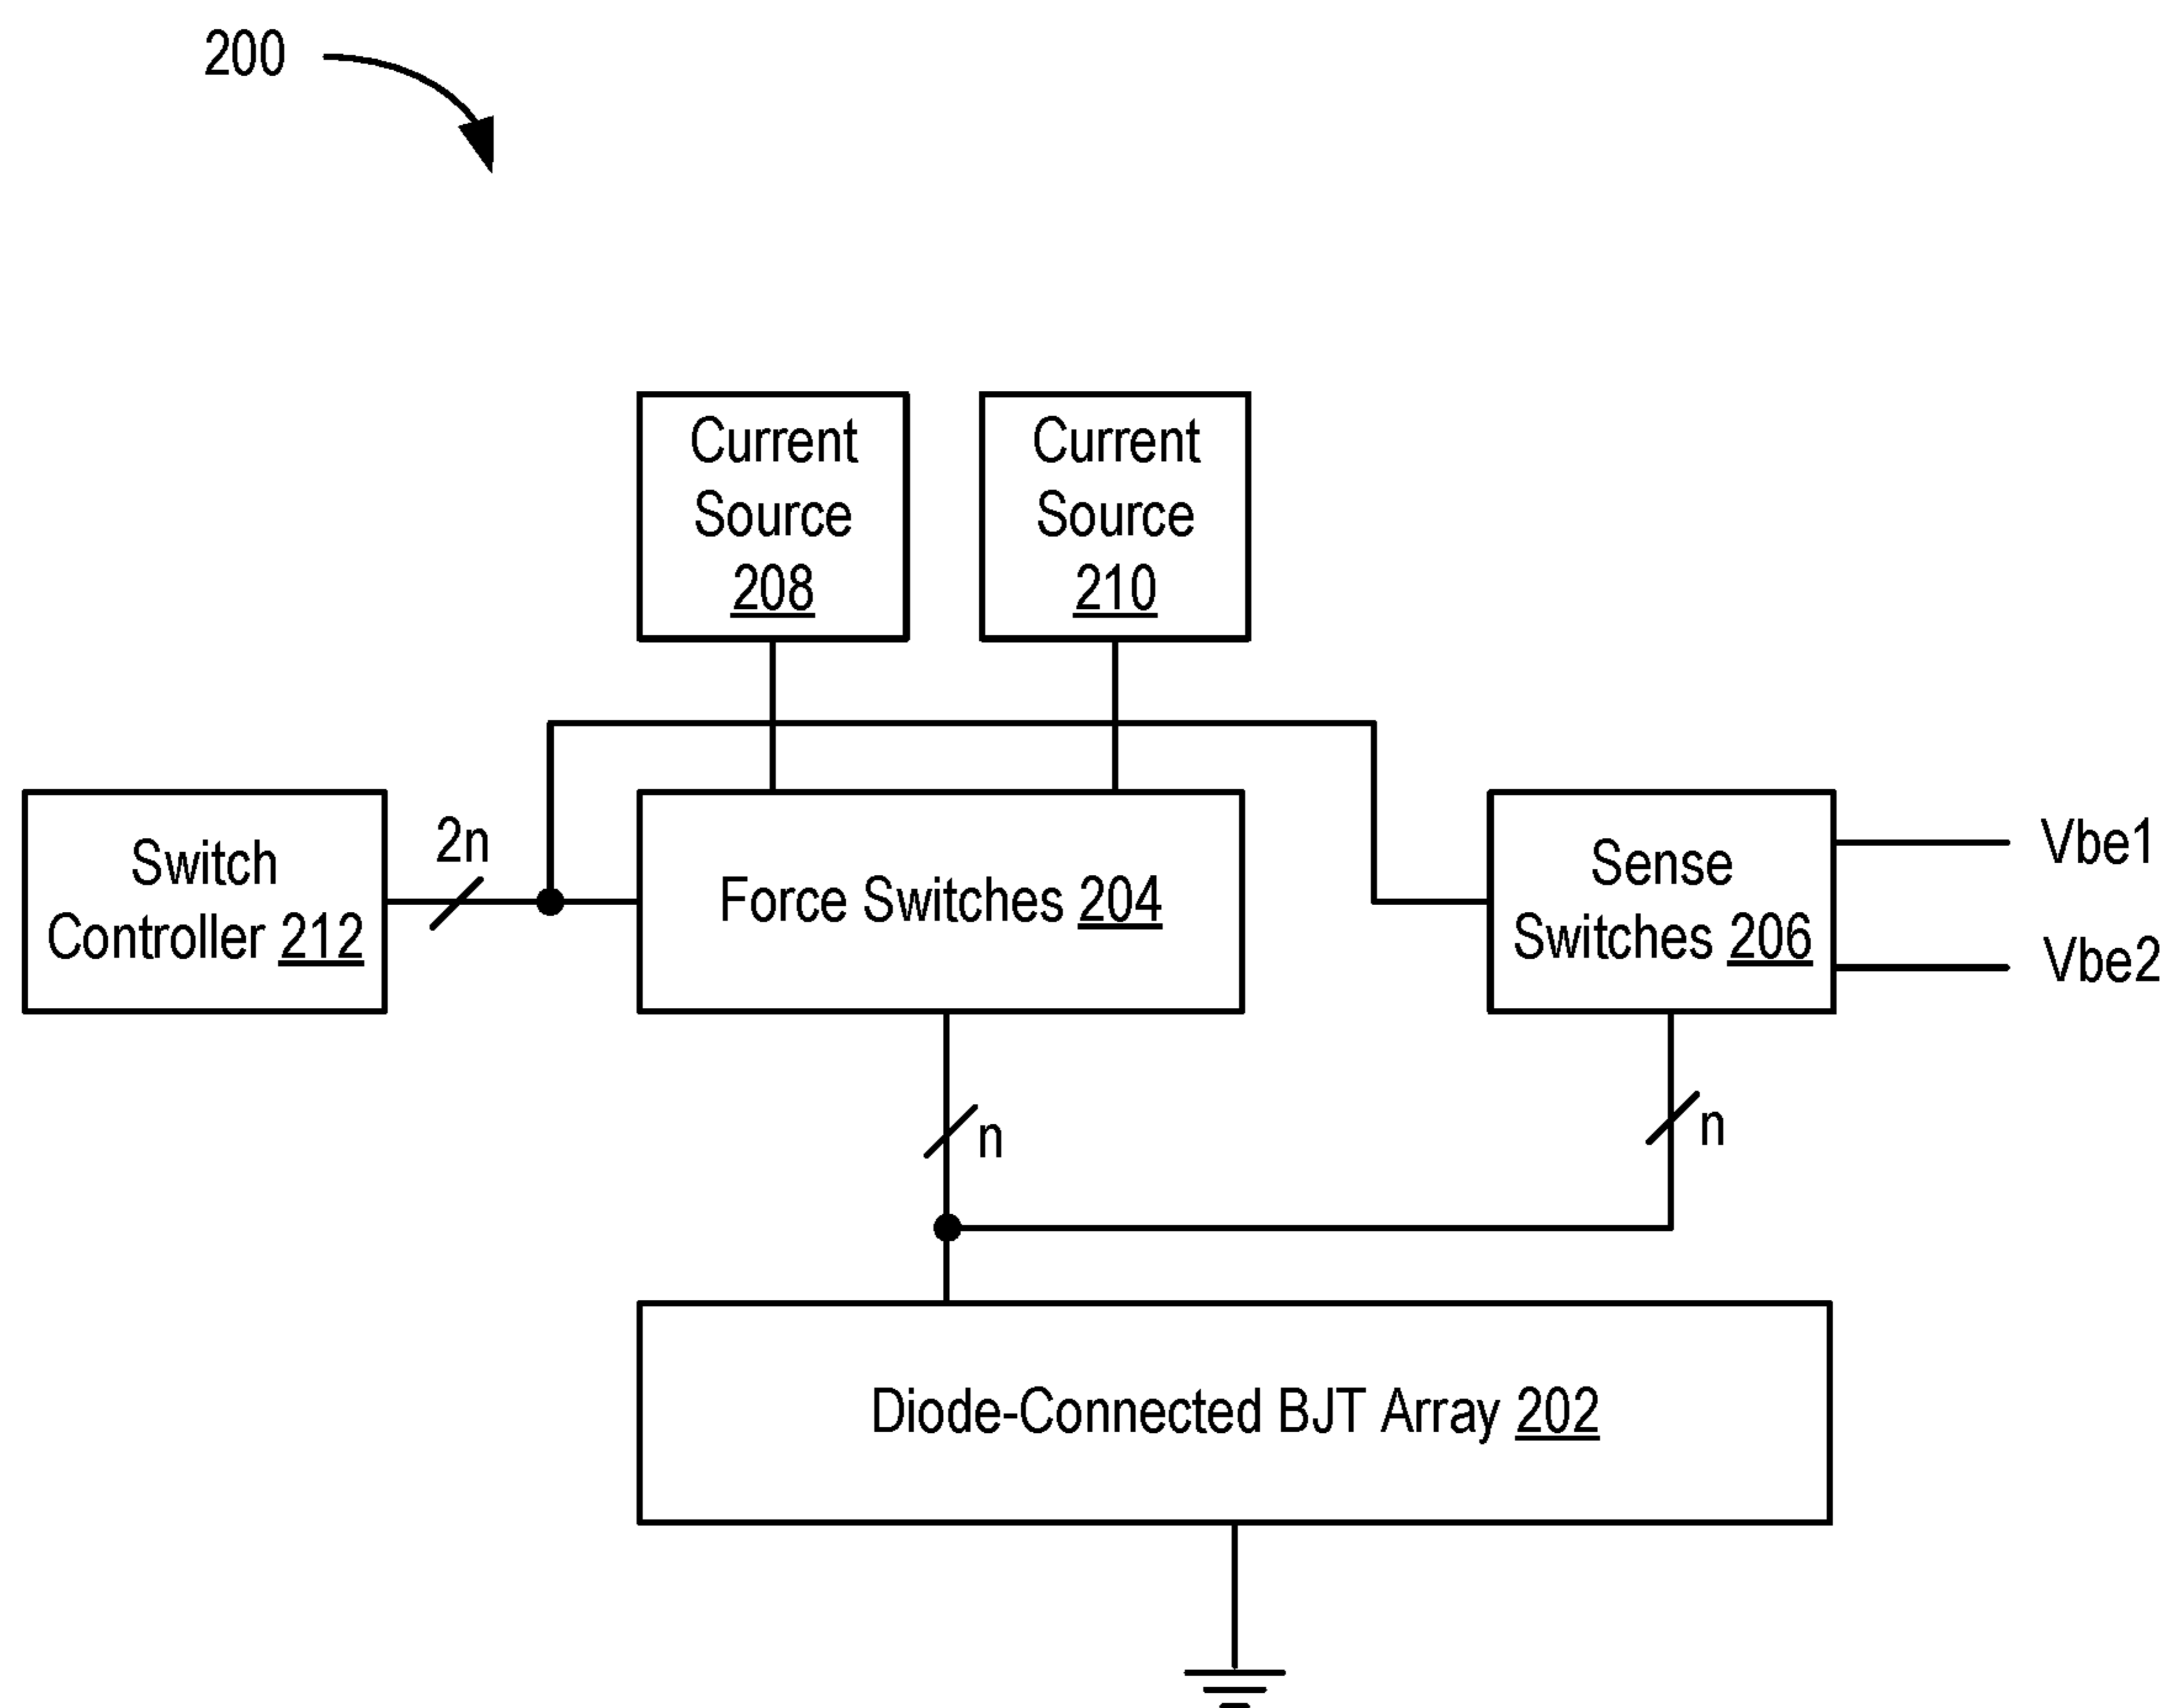 200
Current
Source
208
Current
Source
210
Switch
Controller 212
2n
Force Switches 204
Sense
Switches 206
Vbe1
Vbe2
n
n
Diode-Connected BJT Array 202